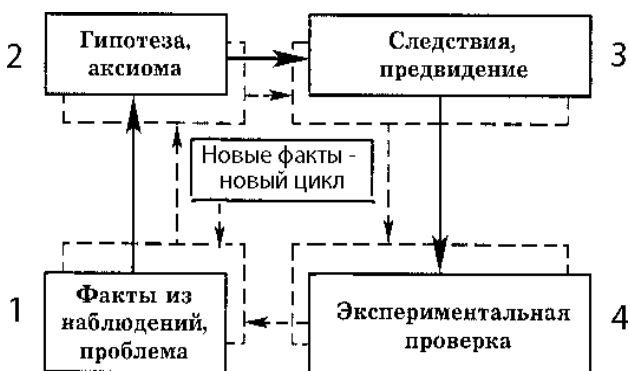 2
Гипотеза,
аксиома
Следствия,
предвидение
3
Новые факты -
новый цикл
1
Факты из
наблюдений,
проблема
Экспериментальная
проверка
4